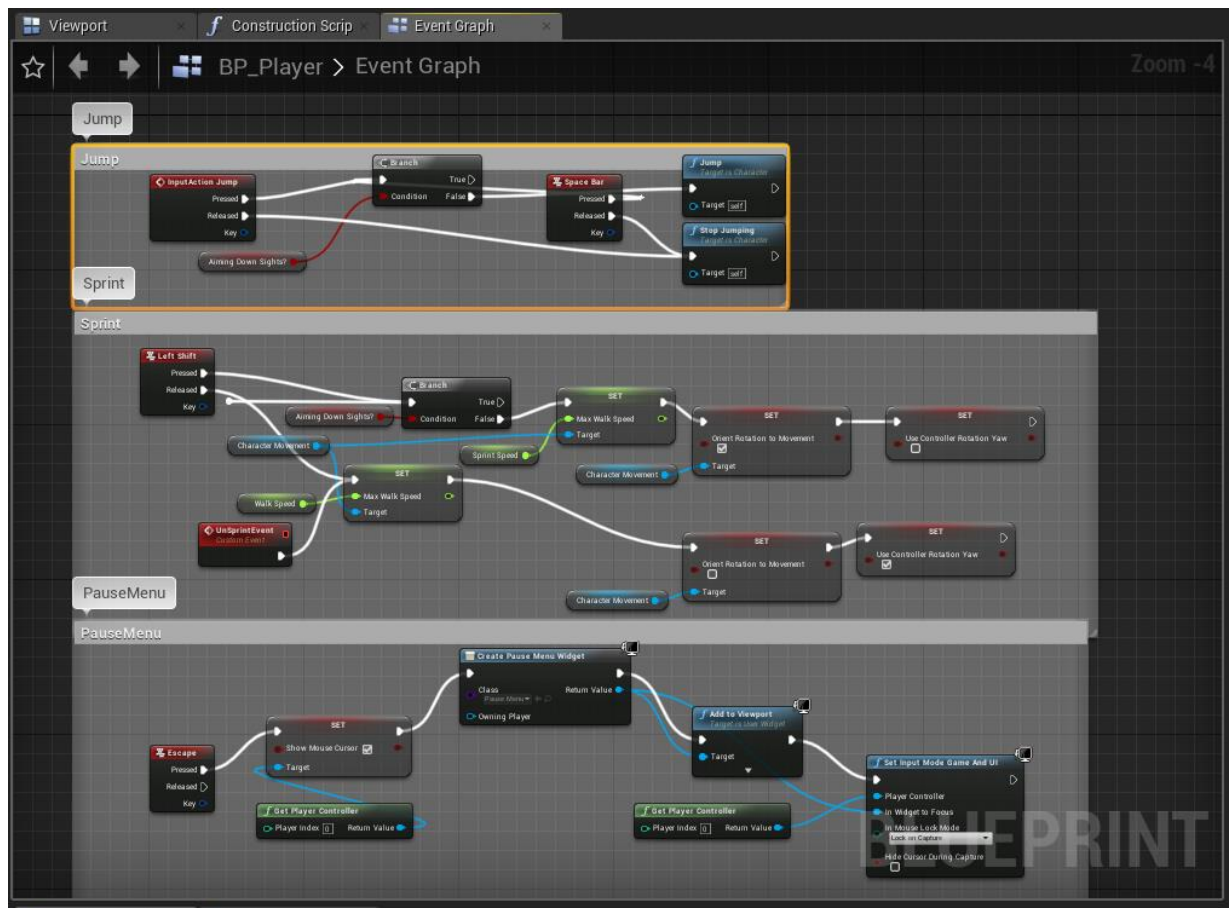 Viewport
Construction Scrip
Event Graph
BP_Player > Event Graph
Zoom -4
Jump
Jump
InputAction Jump
Pressed
Released
Key
Aiming Down Sights?
Branch
True
Condition
False
Space Bar
Pressed
Released
Key
Jump
Target is Character
Target self
Stop Jumping
Target is Character
Target self
Sprint
Sprint
Left Shift
Pressed
Released
Key
Aiming Down Sights?
Branch
True
Condition
False
Character Movement
Sprint Speed
SET
Max Walk Speed
Target
Character Movement
SET
Orient Rotation to Movement
Target
SET
Use Controller Rotation Yaw
Walk Speed
SET
Max Walk Speed
Target
UnSprintEvent
Custom Event
Character Movement
SET
Orient Rotation to Movement
Target
SET
Use Controller Rotation Yaw
PauseMenu
PauseMenu
Escape
Pressed
Released
Key
SET
Show Mouse Cursor
Target
Get Player Controller
Player Index 0 Return Value
Create Pause Menu Widget
Class
Pause Menu
Return Value
Owning Player
Add to Viewport
Target is User Widget
Target
Get Player Controller
Player Index 0 Return Value
Set Input Mode Game And UI
Player Controller
In Widget to Focus
In Mouse Lock Mode
Lock on Capture
Hide Cursor During Capture
BLUEPRINT